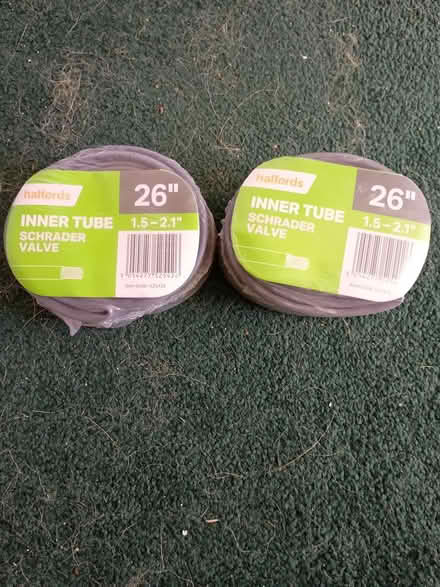 halfords
26"
INNER TUBE
1.5 – 2.1"
SCHRADER
VALVE
halfords
26"
INNER TUBE
1.5 – 2.1"
SCHRADER
VALVE